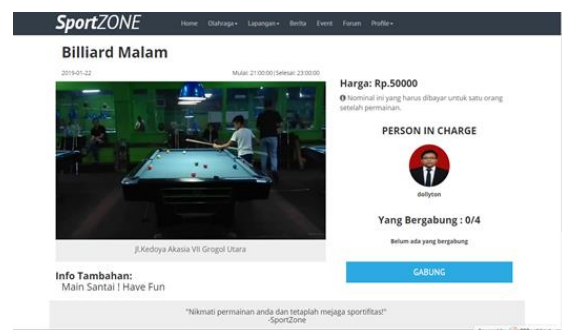 SportZONE
Home Olahraga Lapangan Berita Event Forum Profile
Billiard Malam
2019-01-22 Mulai: 21:00:00|Selesai: 23:00:00
Harga: Rp.50000
Nominal ini yang harus dibayar untuk satu orang
setelah permainan.
PERSON IN CHARGE
dollyton
Yang Bergabung : 0/4
Belum ada yang bergabung
GABUNG
Jl.Kedoya Akasia VII Grogol Utara
Info Tambahan:
Main Santai ! Have Fun
"Nikmati permainan anda dan tetaplah mejaga sportifitas!"
-SportZone